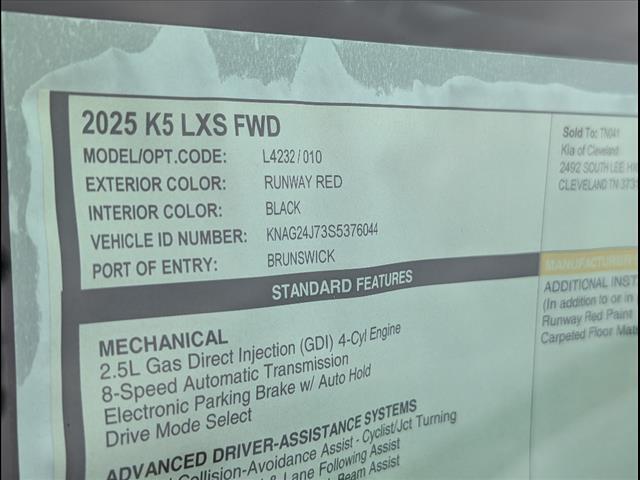 2025 K5 LXS FWD
MODEL/OPT.CODE: L4232 / 010
EXTERIOR COLOR: RUNWAY RED
INTERIOR COLOR: BLACK
VEHICLE ID NUMBER: KNAG24J73S5376044
PORT OF ENTRY: BRUNSWICK
Sold To: TN041
Kia of Cleveland
2492 SOUTH LEE
CLEVELAND TN
STANDARD FEATURES
MECHANICAL
2.5L Gas Direct Injection (GDI) 4-Cyl Engine
8-Speed Automatic Transmission
Electronic Parking Brake w/ Auto Hold
Drive Mode Select
ADVANCED DRIVER-ASSISTANCE SYSTEMS
Collision-Avoidance Assist - Cyclist/Jct Turning
& Lane Following Assist
Beam Assist
MANUFACTURER
ADDITIONAL
(In addition to or in
Runway Red Paint
Carpeted Floor